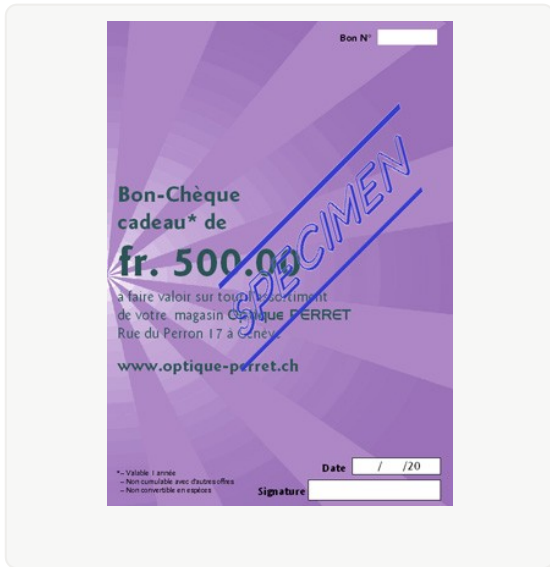 Bon N°
Bon-Chèque
cadeau* de
fr. 500.00
SPECIMEN
à faire valoir sur tout l'assortiment
de votre magasin Optique PERRET
Rue du Perron 17 à Genève
www.optique-perret.ch
*– Valable 1 année
– Non cumulable avec d'autres offres
– Non convertible en espèces
Date / /20
Signature